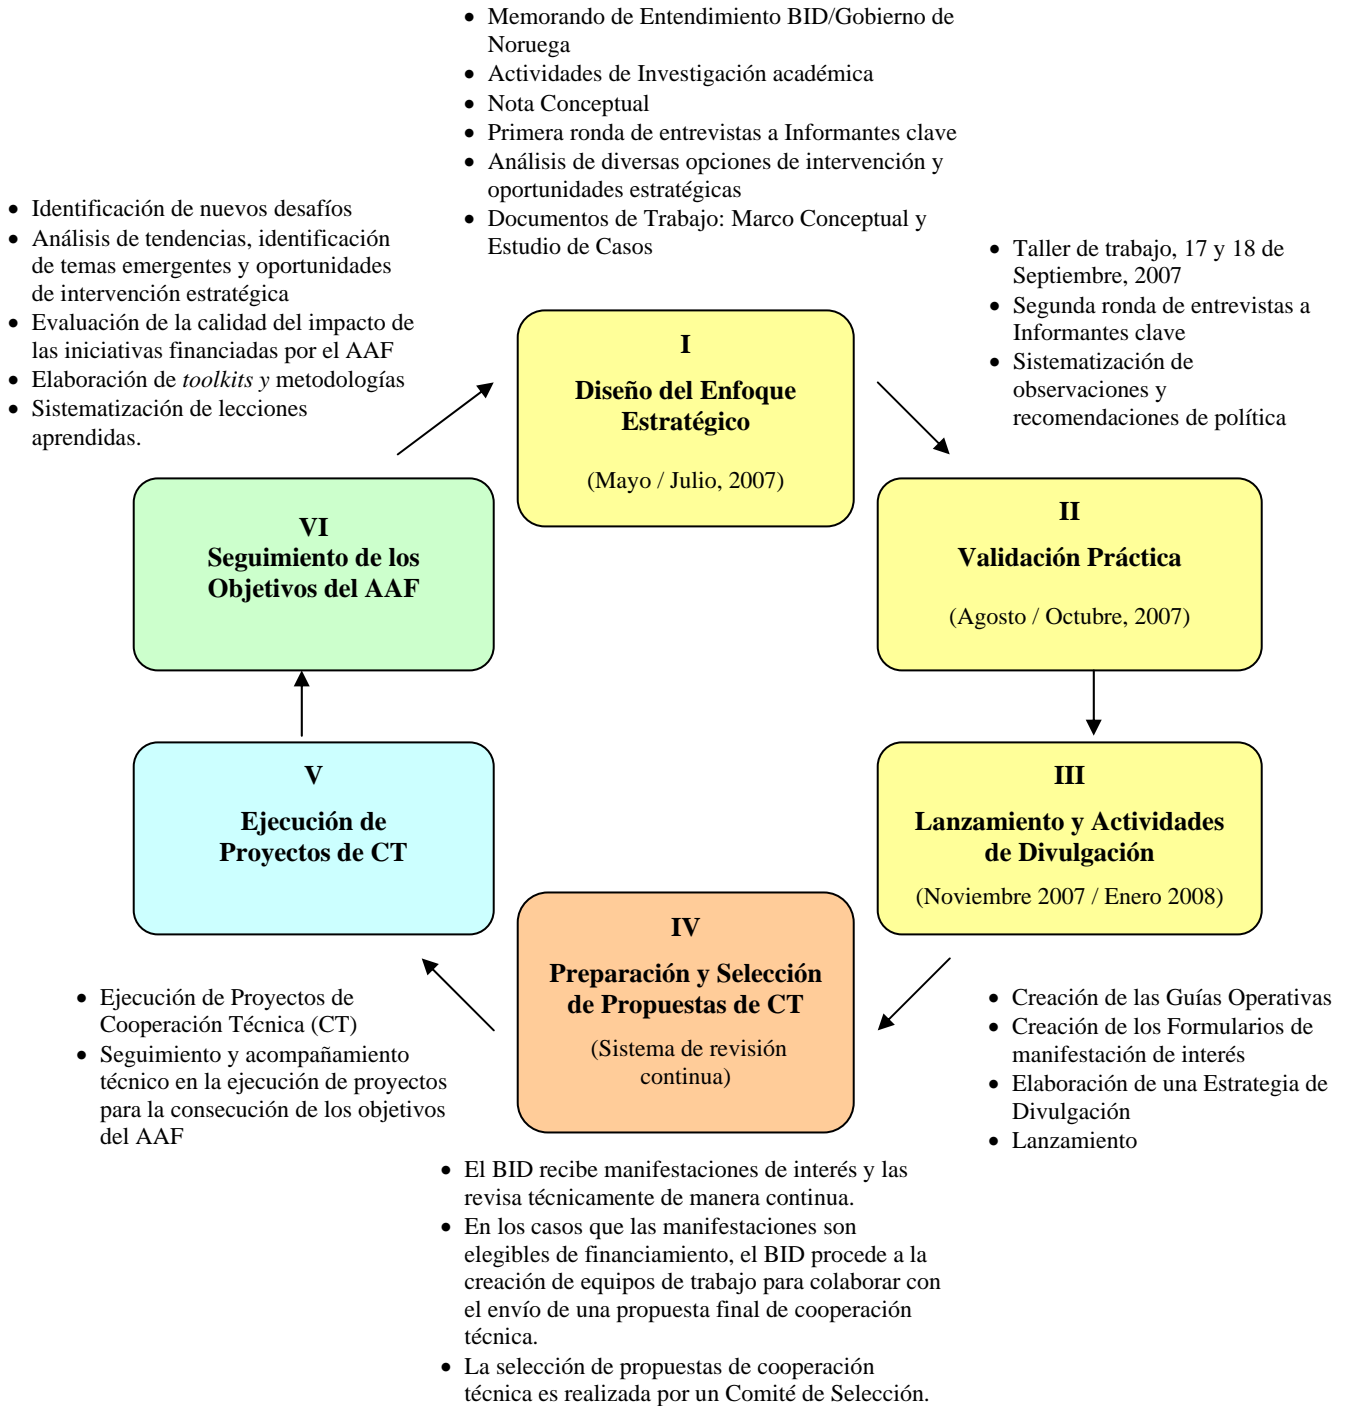 • Memorando de Entendimiento BID/Gobierno de
Noruega
• Actividades de Investigación académica
• Nota Conceptual
• Primera ronda de entrevistas a Informantes clave
• Análisis de diversas opciones de intervención y
oportunidades estratégicas
• Documentos de Trabajo: Marco Conceptual y
Estudio de Casos
• Identificación de nuevos desafíos
• Análisis de tendencias, identificación
de temas emergentes y oportunidades
de intervención estratégica
• Evaluación de la calidad del impacto de
las iniciativas financiadas por el AAF
• Elaboración de toolkits y metodologías
• Sistematización de lecciones
aprendidas.
• Taller de trabajo, 17 y 18 de
Septiembre, 2007
• Segunda ronda de entrevistas a
Informantes clave
• Sistematización de
observaciones y
recomendaciones de política
I
Diseño del Enfoque
Estratégico
(Mayo / Julio, 2007)
II
Validación Práctica
(Agosto / Octubre, 2007)
VI
Seguimiento de los
Objetivos del AAF
III
Lanzamiento y Actividades
de Divulgación
(Noviembre 2007 / Enero 2008)
V
Ejecución de
Proyectos de CT
IV
Preparación y Selección
de Propuestas de CT
(Sistema de revisión
continua)
• Ejecución de Proyectos de
Cooperación Técnica (CT)
• Seguimiento y acompañamiento
técnico en la ejecución de proyectos
para la consecución de los objetivos
del AAF
• Creación de las Guías Operativas
• Creación de los Formularios de
manifestación de interés
• Elaboración de una Estrategia de
Divulgación
• Lanzamiento
• El BID recibe manifestaciones de interés y las
revisa técnicamente de manera continua.
• En los casos que las manifestaciones son
elegibles de financiamiento, el BID procede a la
creación de equipos de trabajo para colaborar con
el envío de una propuesta final de cooperación
técnica.
• La selección de propuestas de cooperación
técnica es realizada por un Comité de Selección.